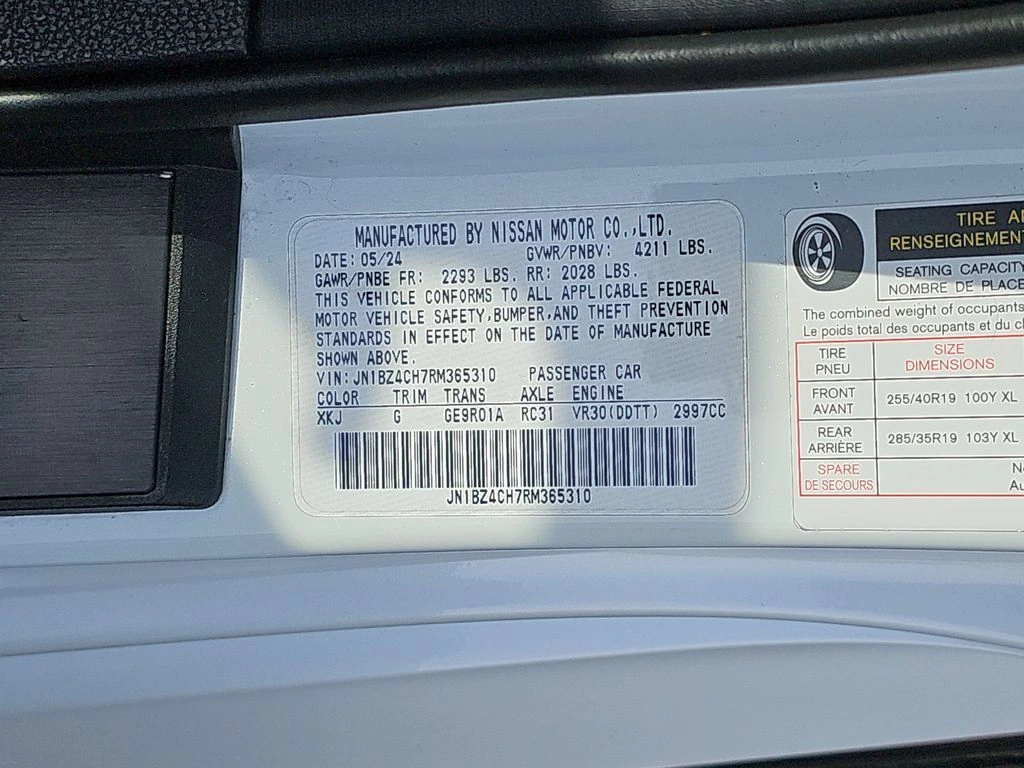 MANUFACTURED BY NISSAN MOTOR CO.,LTD.
DATE: 05/24 GVWR/PNBV: 4211 LBS.
GAWR/PNBE FR: 2293 LBS. RR: 2028 LBS.
THIS VEHICLE CONFORMS TO ALL APPLICABLE FEDERAL
MOTOR VEHICLE SAFETY,BUMPER,AND THEFT PREVENTION
STANDARDS IN EFFECT ON THE DATE OF MANUFACTURE
SHOWN ABOVE.
VIN:JN1BZ4CH7RM365310 PASSENGER CAR
COLOR TRIM TRANS AXLE ENGINE
XKJ G GE9R01A RC31 VR30(DDTT) 2997CC
JN1BZ4CH7RM365310
TIRE
RENSEIGNEMENT
SEATING CAPACITY
NOMBRE DE PLACE
The combined weight of occupants
Le poids total des occupants et du
TIRE SIZE
PNEU DIMENSIONS
FRONT
AVANT
255/40R19 100Y XL
REAR
ARRIÈRE
285/35R19 103Y XL
SPARE
DE SECOURS